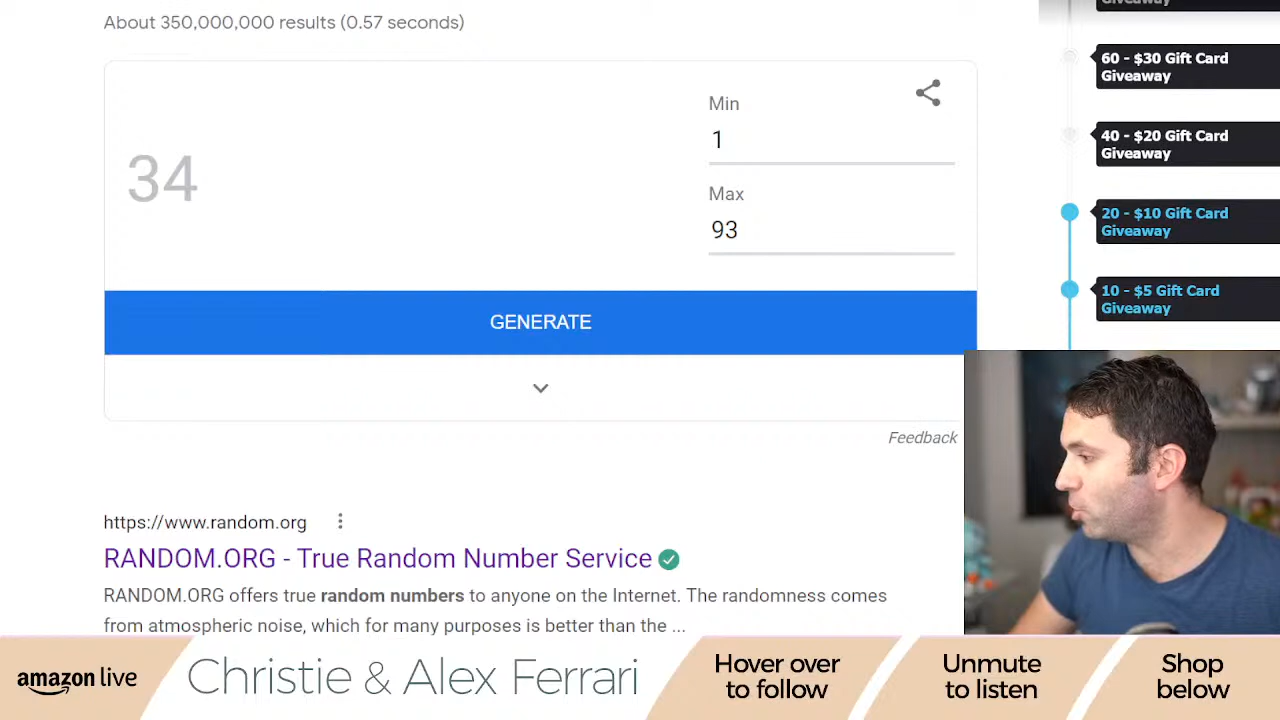 About 350,000,000 results (0.57 seconds)
34
Min
1
Max
93
GENERATE
Feedback
https://www.random.org
RANDOM.ORG - True Random Number Service
RANDOM.ORG offers true random numbers to anyone on the Internet. The randomness comes
from atmospheric noise, which for many purposes is better than the ...
Giveaway
60 - $30 Gift Card
Giveaway
40 - $20 Gift Card
Giveaway
20 - $10 Gift Card
Giveaway
10 - $5 Gift Card
Giveaway
amazon live
Christie & Alex Ferrari
Hover over
to follow
Unmute
to listen
Shop
below